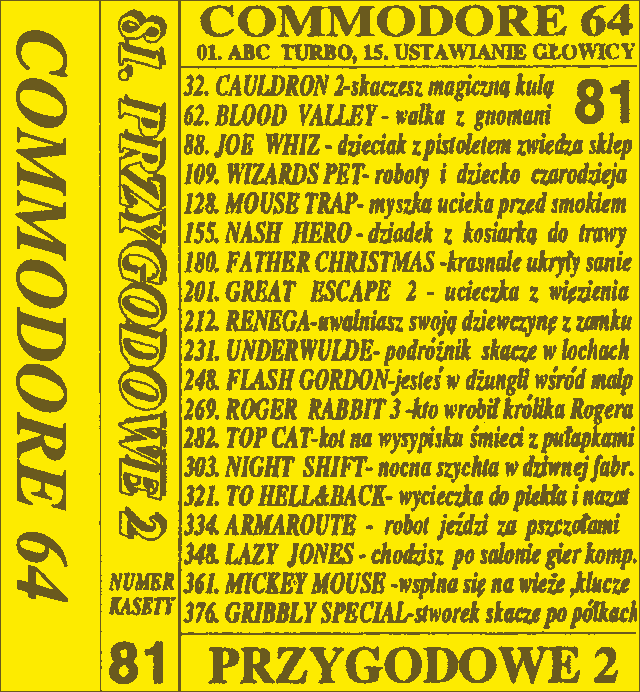 COMMODORE 64
81. PRZYGODOWE 2
NUMER
KASETY
81
COMMODORE 64
01. ABC TURBO, 15. USTAWIANIE GŁOWICY
81
32. CAULDRON 2-skaczesz magiczną kulą
62. BLOOD VALLEY - walka z gnomani
88. JOE WHIZ - dzieciak z pistoletem zwiedza sklep
109. WIZARDS PET- roboty i dziecko czarodzieja
128. MOUSE TRAP- myszka ucieka przed smokiem
155. NASH HERO - dziadek z kosiarką do trawy
180. FATHER CHRISTMAS -krasnale ukryły sanie
201. GREAT ESCAPE 2 - ucieczka z więzienia
212. RENEGA-uwalniasz swoją dziewczynę z zamku
231. UNDERWULDE- podróżnik skacze w lochach
248. FLASH GORDON-jesteś w dżungli wśród małp
269. ROGER RABBIT 3 -kto wrobił królika Rogera
282. TOP CAT-kot na wysypisku śmieci z pułapkami
303. NIGHT SHIFT- nocna szychta w dziwnej fabr.
321. TO HELL&BACK- wycieczka do piekła i nazat
334. ARMAROUTE - robot jeździ za pszczołami
348. LAZY JONES - chodzisz po salonie gier komp.
361. MICKEY MOUSE -wspina się na wieże ,klucze
376. GRIBBLY SPECIAL-stworek skacze po półkach
PRZYGODOWE 2